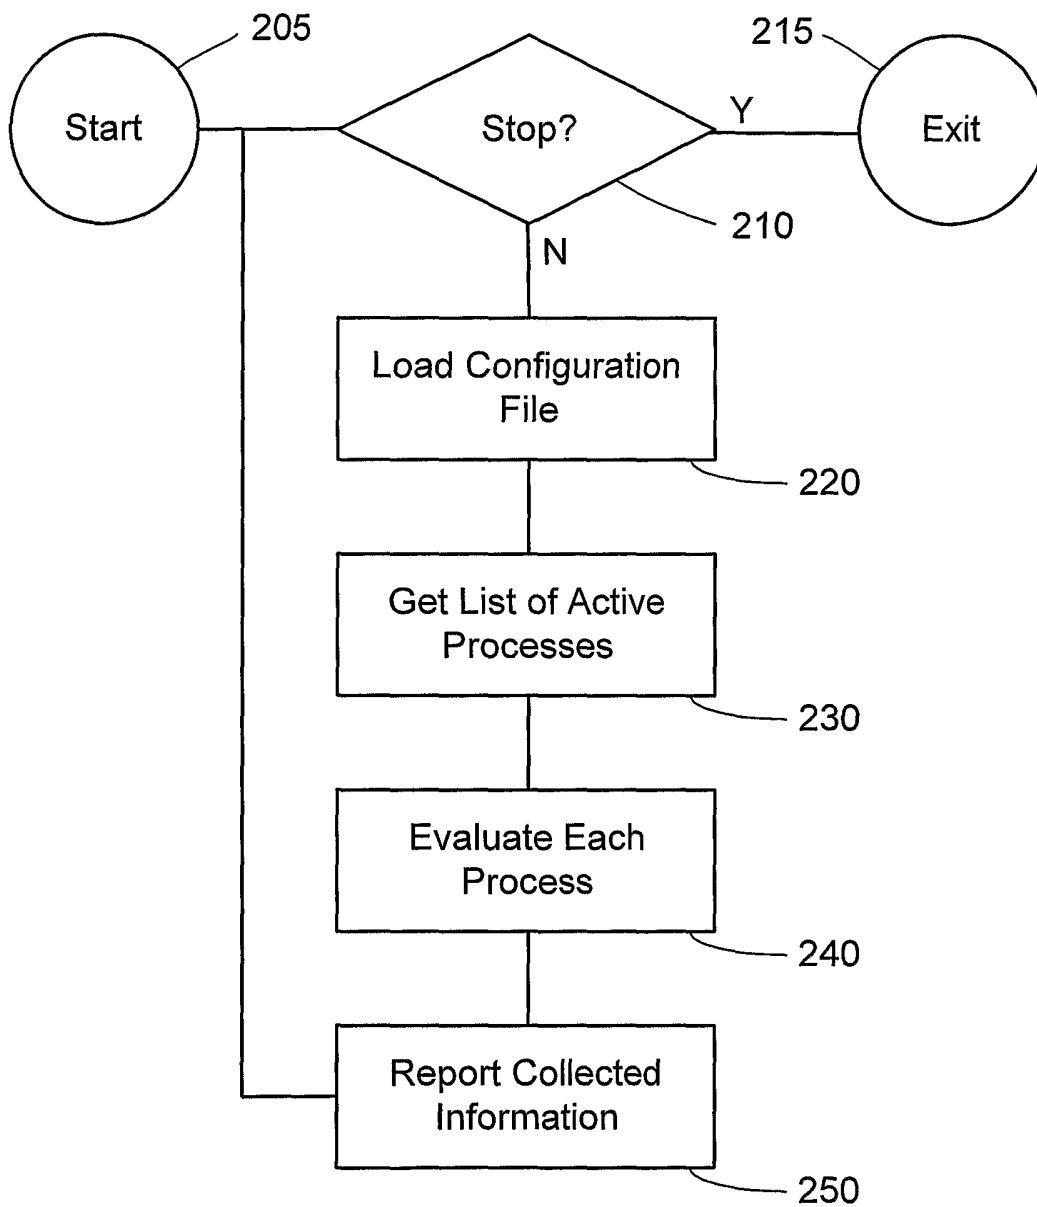 205
215
Start
Stop?
Y
Exit
210
N
Load Configuration
File
220
Get List of Active
Processes
230
Evaluate Each
Process
240
Report Collected
Information
250